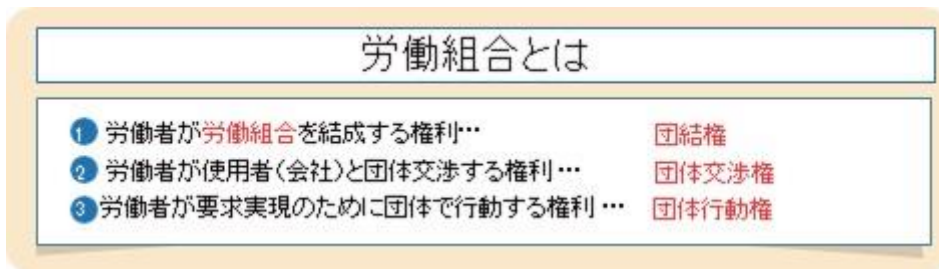 労働組合とは
1 労働者が労働組合を結成する権利… 団結権
2 労働者が使用者(会社)と団体交渉する権利… 団体交渉権
3 労働者が要求実現のために団体で行動する権利… 団体行動権